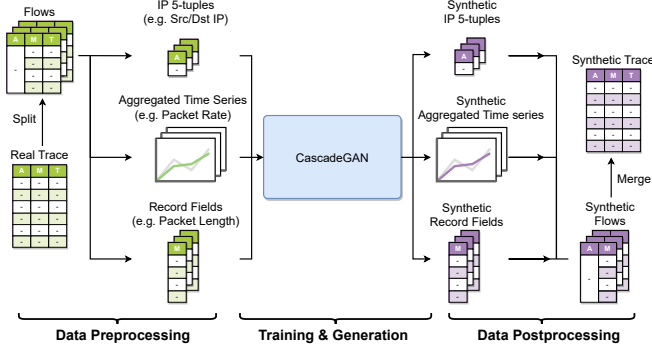 Flows
A M T
-
Split
Real Trace
A M T
IP 5-tuples
(e.g. Src/Dst IP)
A
-
Aggregated Time Series
(e.g. Packet Rate)
Record Fields
(e.g. Packet Length)
M
-
CascadeGAN
Synthetic
IP 5-tuples
A
-
Synthetic
Aggregated Time series
Synthetic
Record Fields
M
-
Synthetic Trace
A M T
Merge
Synthetic
Flows
A M
-
Data Preprocessing
Training & Generation
Data Postprocessing